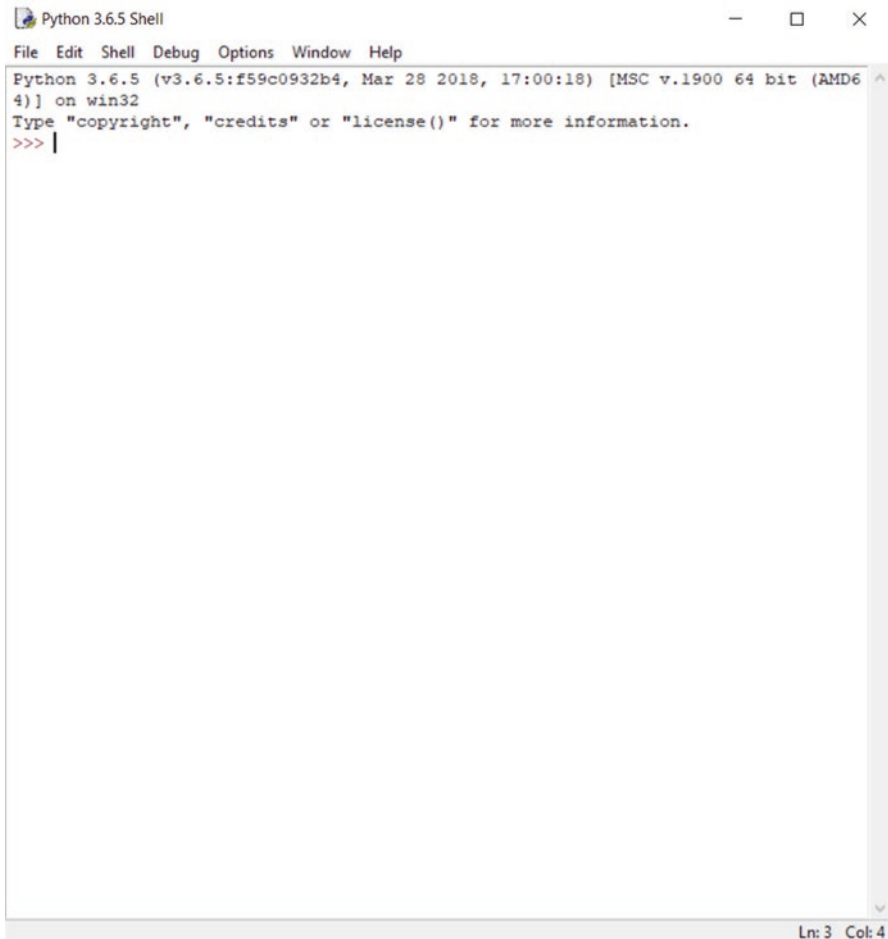 Python 3.6.5 Shell
File Edit Shell Debug Options Window Help
Python 3.6.5 (v3.6.5:f59c0932b4, Mar 28 2018, 17:00:18) [MSC v.1900 64 bit (AMD6
4)] on win32
Type "copyright", "credits" or "license()" for more information.
>>>
Ln: 3 Col: 4